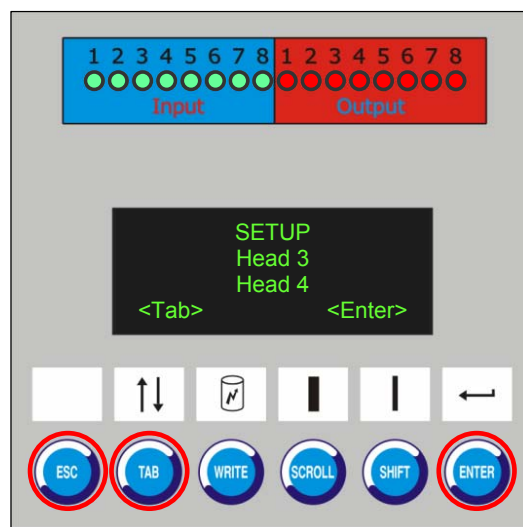 1 2 3 4 5 6 7 8 1 2 3 4 5 6 7 8
Input Output
SETUP
Head 3
Head 4
<Tab> <Enter>
ESC TAB WRITE SCROLL SHIFT ENTER